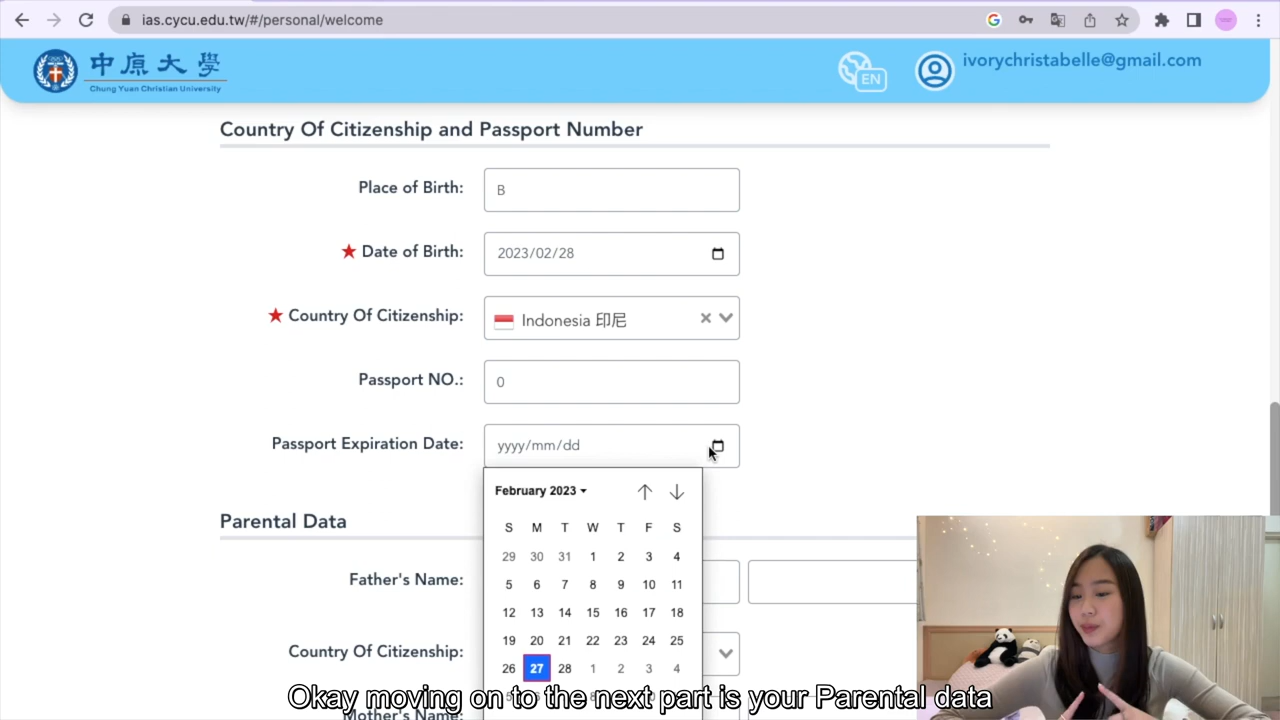 ias.cycu.edu.tw/#/personal/welcome
中原大學
Chung Yuan Christian University
EN
ivorychristabelle@gmail.com
Country Of Citizenship and Passport Number
Place of Birth:
B
★ Date of Birth:
2023/02/28
★ Country Of Citizenship:
Indonesia 印尼
Passport NO.:
0
Passport Expiration Date:
yyyy/mm/dd
February 2023
S M T W T F S
29 30 31 1 2 3 4
5 6 7 8 9 10 11
12 13 14 15 16 17 18
19 20 21 22 23 24 25
26 27 28 1 2 3 4
Parental Data
Father's Name:
Country Of Citizenship:
Mother's Name:
Okay moving on to the next part is your Parental data